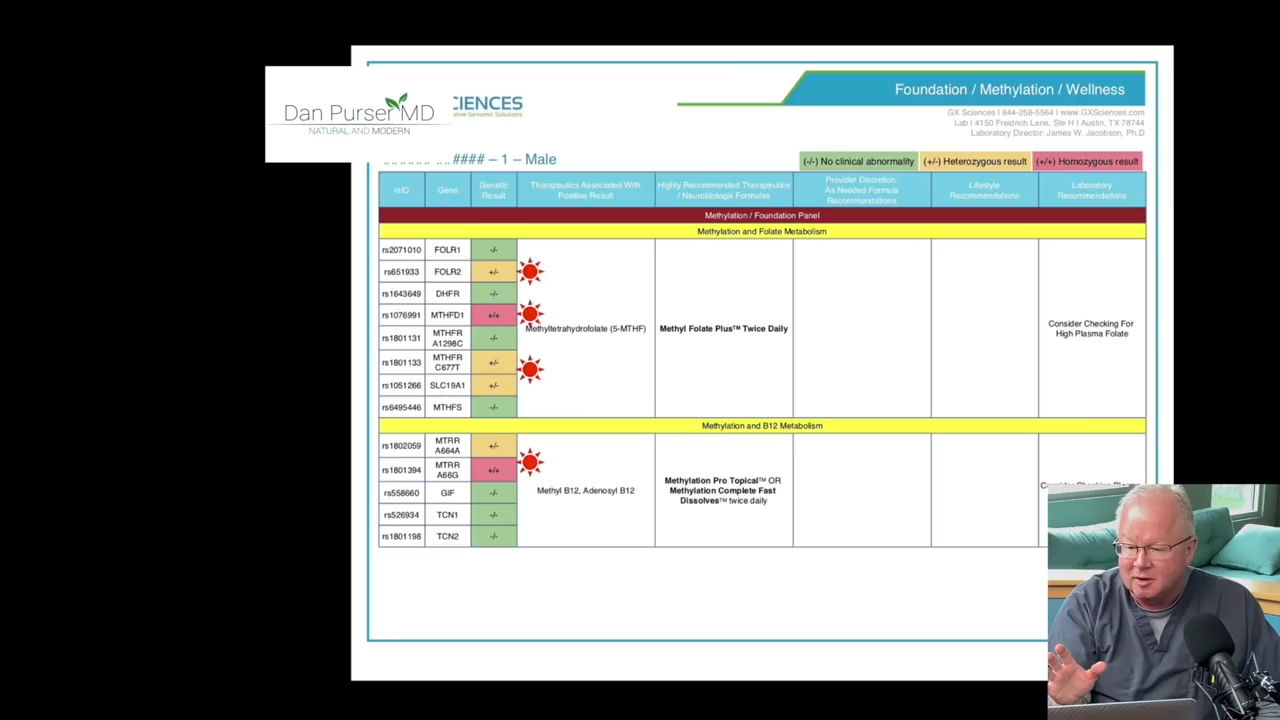 Dan Purser MD
NATURAL AND MODERN
CIENCES
tive Genomic Solutions
Foundation / Methylation / Wellness
GX Sciences I 844-258-5564 I www.GXSciences.com
Lab I 4150 Freidrich Lane, Ste H I Austin, TX 78744
Laboratory Director: James W. Jacobson, Ph.D
#### – 1 – Male
(-/-) No clinical abnormality (+/-) Heterozygous result (+/+) Homozygous result
rsID
Gene
Genetic
Result
Therapeutics Associated With
Positive Result
Highly Recommended Therapeutics
/ Neurobiologix Formulas
Provider Discretion:
As Needed Formula
Recommendations
Lifestyle
Recommendations
Laboratory
Recommendations
Methylation / Foundation Panel
Methylation and Folate Metabolism
rs2071010 FOLR1 -/-
rs651933 FOLR2 +/-
rs1643649 DHFR -/-
rs1076991 MTHFD1 +/+
rs1801131 MTHFR
A1298C -/-
rs1801133 MTHFR
C677T +/-
rs1051266 SLC19A1 +/-
rs6495446 MTHFS -/-
Methyltetrahydrofolate (5-MTHF)
Methyl Folate Plus™ Twice Daily
Consider Checking For
High Plasma Folate
Methylation and B12 Metabolism
rs1802059 MTRR
A664A +/-
rs1801394 MTRR
A66G +/+
rs558660 GIF -/-
rs526934 TCN1 -/-
rs1801198 TCN2 -/-
Methyl B12, Adenosyl B12
Methylation Pro Topical™ OR
Methylation Complete Fast
Dissolves™ twice daily